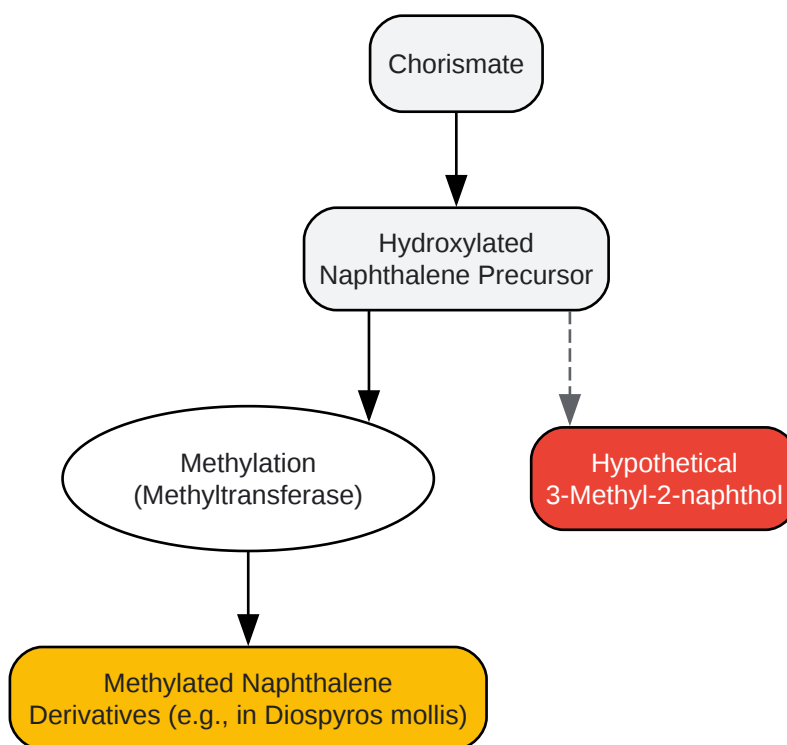 Chorismate
Hydroxylated
Naphthalene Precursor
Methylation
(Methyltransferase)
Hypothetical
3-Methyl-2-naphthol
Methylated Naphthalene
Derivatives (e.g., in Diospyros mollis)